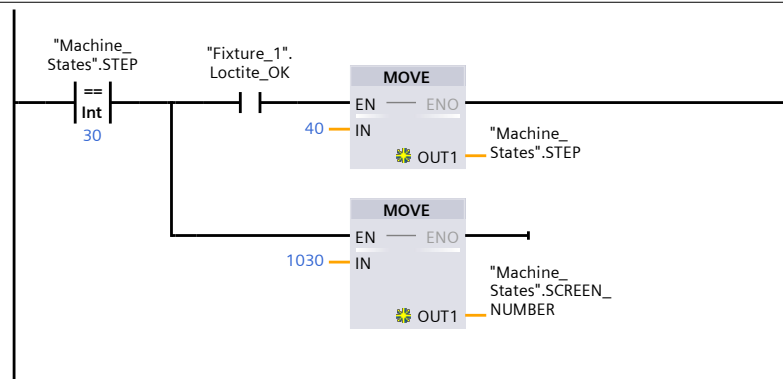 "Machine_
States".STEP
==
Int
30
"Fixture_1".
Loctite_OK
MOVE
EN ENO
40 IN
OUT1
"Machine_
States".STEP
MOVE
EN ENO
1030 IN
OUT1
"Machine_
States".SCREEN_
NUMBER